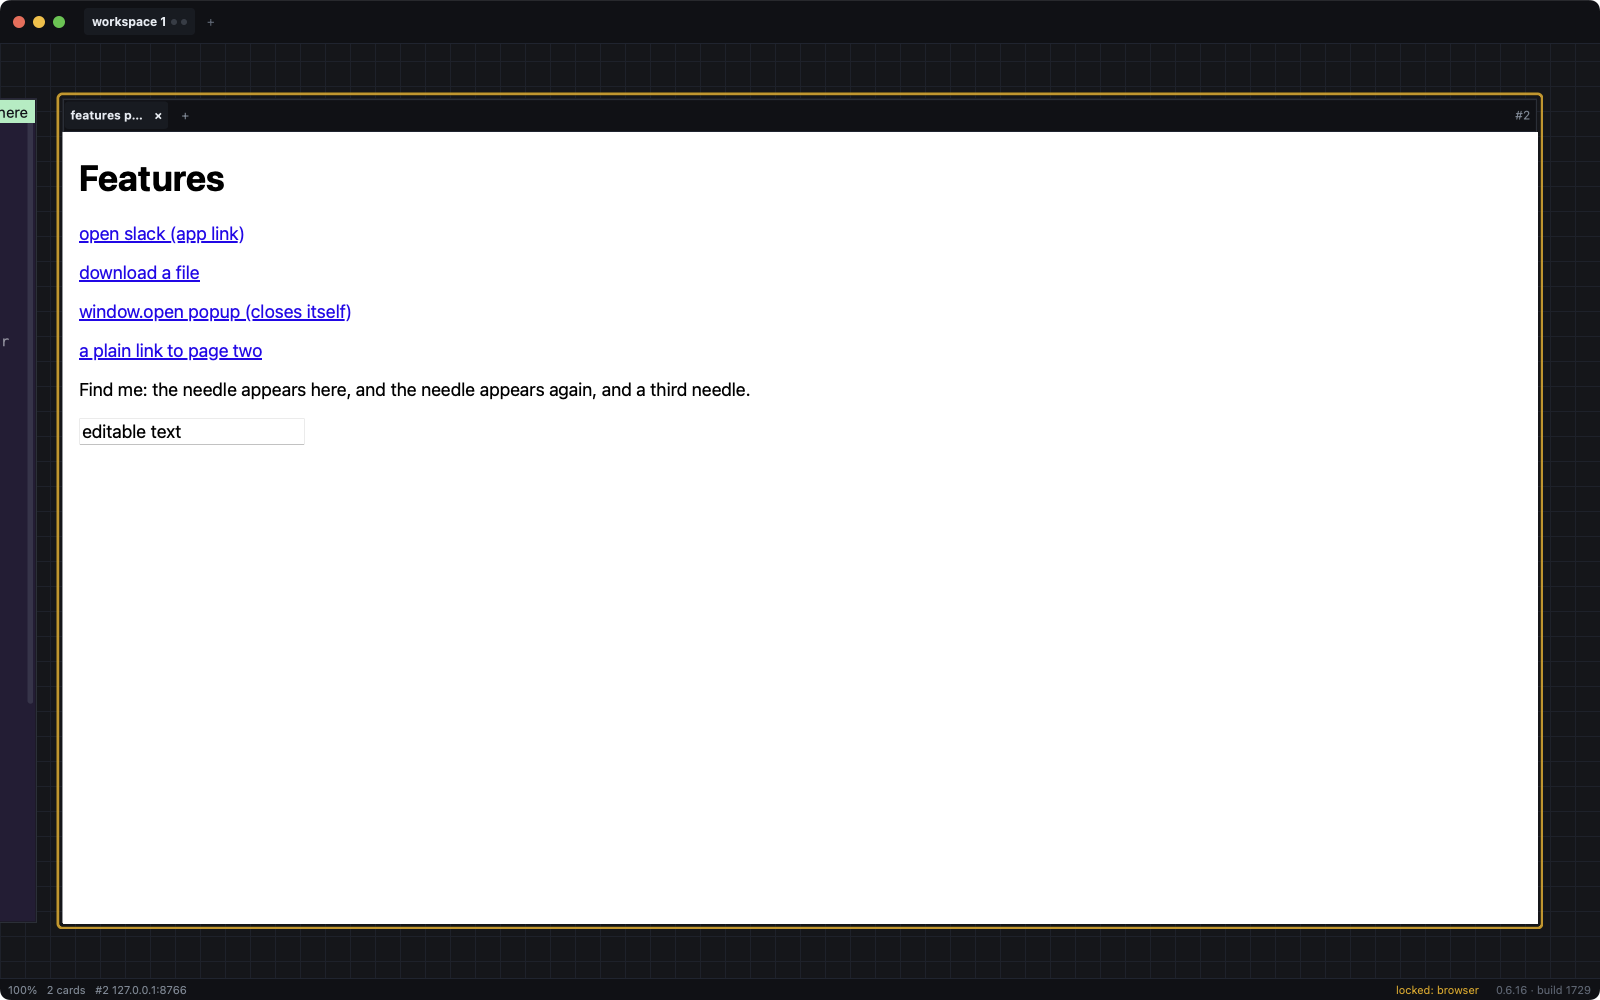 workspace 1
+
here
features p... × +
#2
Features
open slack (app link)
download a file
window.open popup (closes itself)
a plain link to page two
r
Find me: the needle appears here, and the needle appears again, and a third needle.
editable text
100% 2 cards #2 127.0.0.1:8766
locked: browser 0.6.16 · build 1729